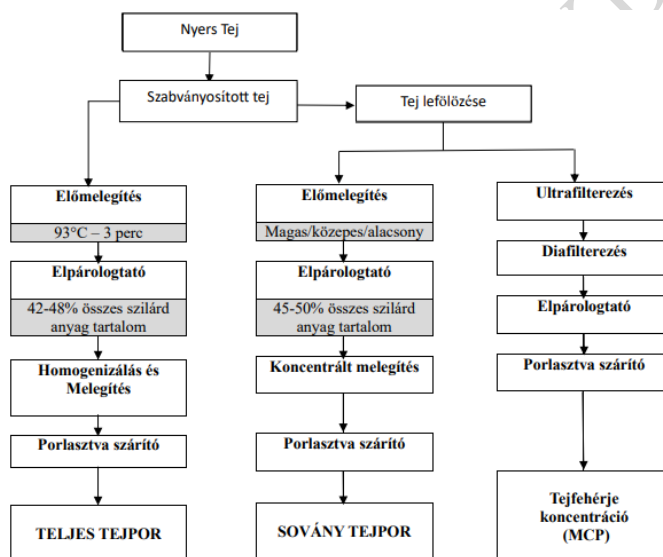 Nyers Tej
Szabványosított tej
Tej lefölözése
Előmelegítés
93°C – 3 perc
Elpárologtató
42-48% összes szilárd
anyag tartalom
Homogenizálás és
Melegítés
Porlasztva szárító
TELJES TEJPOR
Előmelegítés
Magas/közepes/alacsony
Elpárologtató
45-50% összes szilárd
anyag tartalom
Koncentrált melegítés
Porlasztva szárító
SOVÁNY TEJPOR
Ultrafilterezés
Diafilterezés
Elpárologtató
Porlasztva szárító
Tejfehérje
koncentráció
(MCP)